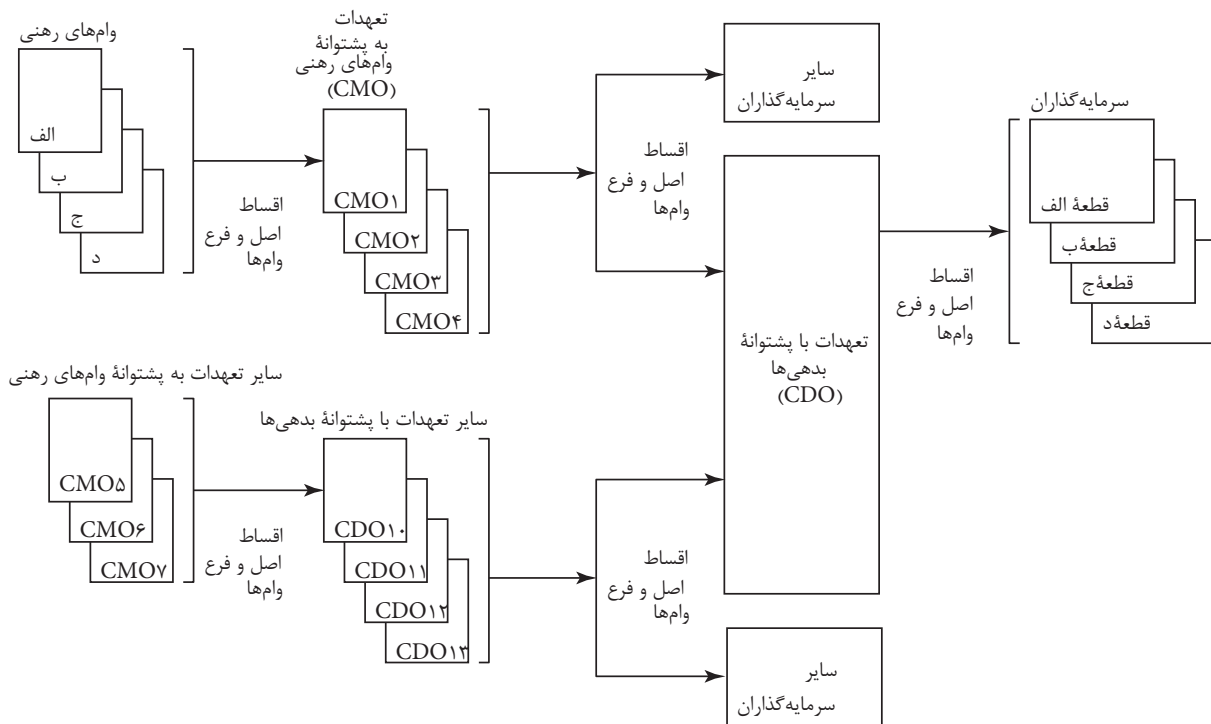 وام‌های رهنی
الف
ب
ج
د
اقساط
اصل و فرع
وام‌ها
تعهدات
به پشتوانهٔ
وام‌های رهنی
(CMO)
CMO۱
CMO۲
CMO۳
CMO۴
اقساط
اصل و فرع
وام‌ها
سایر
سرمایه‌گذاران
تعهدات با پشتوانهٔ
بدهی‌ها
(CDO)
اقساط
اصل و فرع
وام‌ها
سرمایه‌گذاران
قطعهٔ الف
قطعهٔ ب
قطعهٔ ج
قطعهٔ د
سایر تعهدات به پشتوانهٔ وام‌های رهنی
CMO۵
CMO۶
CMO۷
اقساط
اصل و فرع
وام‌ها
سایر تعهدات با پشتوانهٔ بدهی‌ها
CDO۱۰
CDO۱۱
CDO۱۲
CDO۱۳
اقساط
اصل و فرع
وام‌ها
سایر
سرمایه‌گذاران